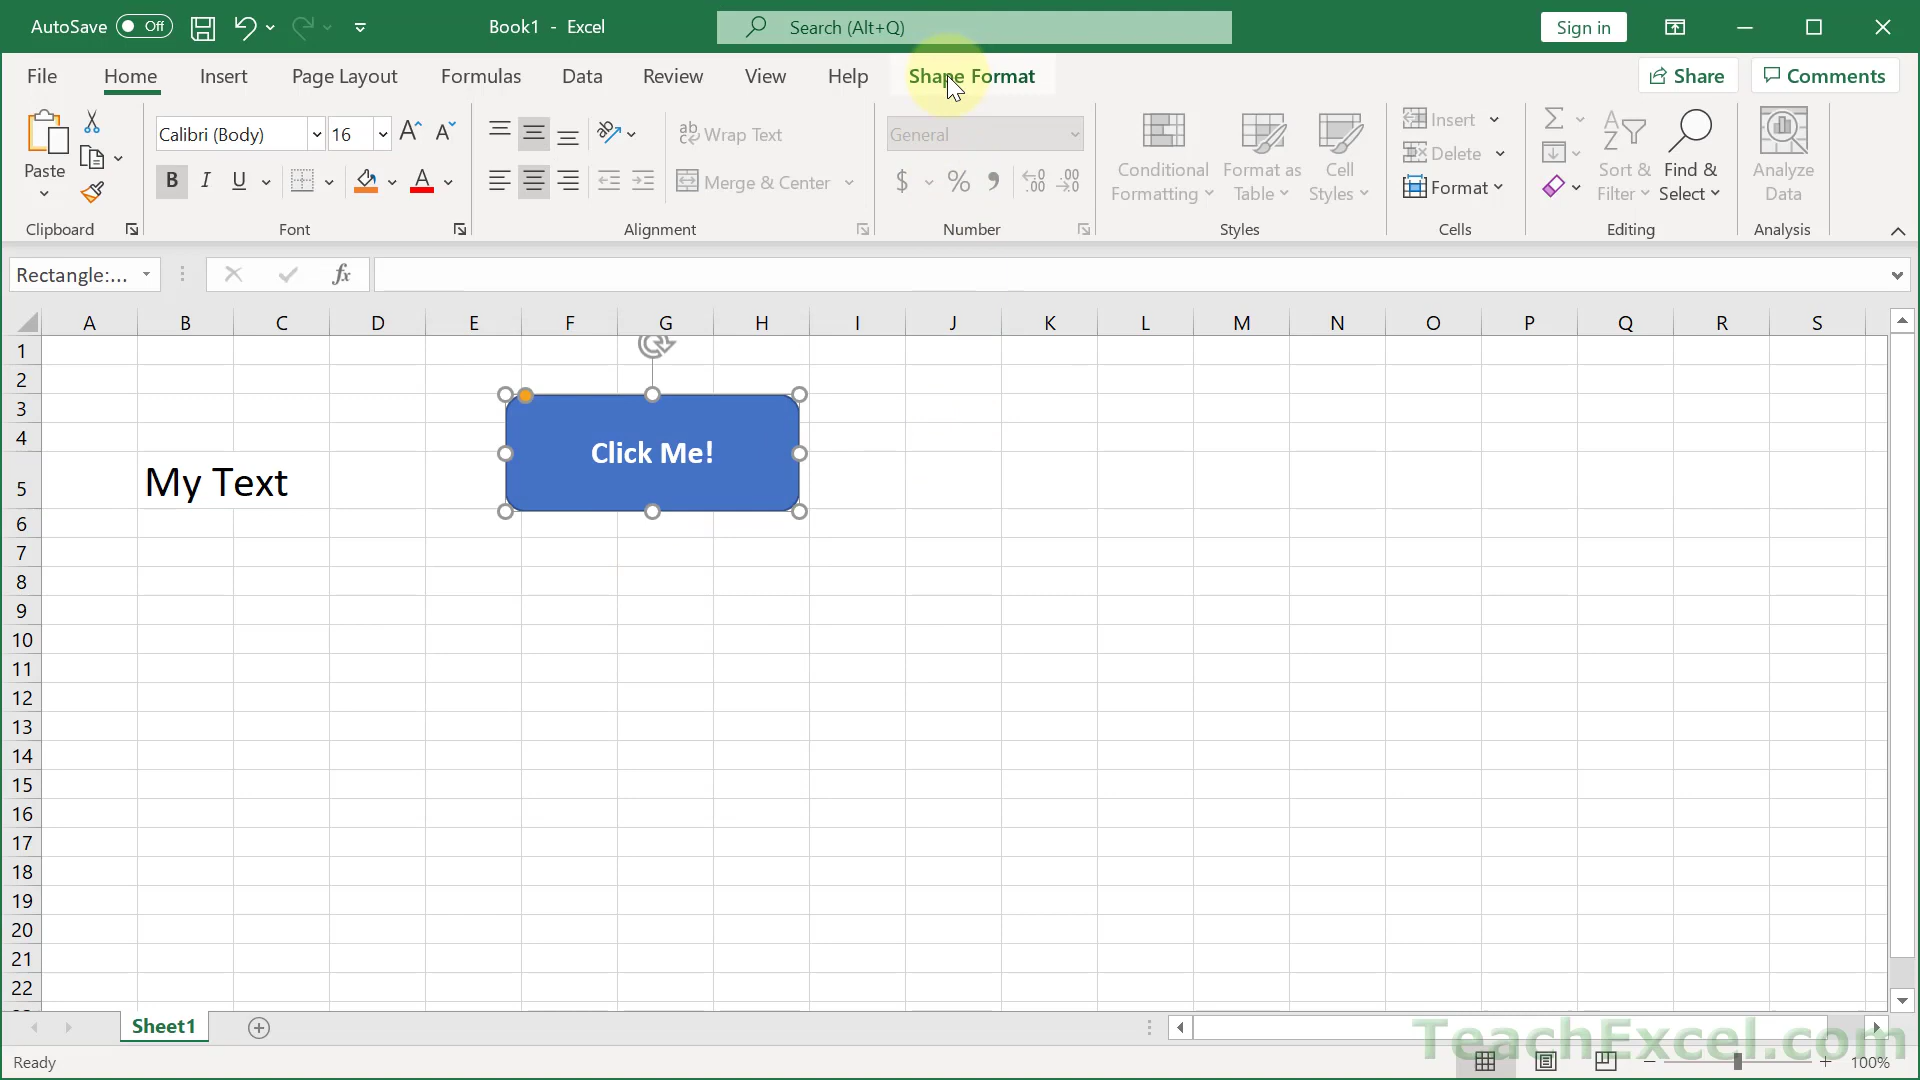 AutoSave Off Book1 - Excel Search (Alt+Q) Sign in
File Home Insert Page Layout Formulas Data Review View Help Shape Format Share Comments
Paste
Calibri (Body) 16 A A
B I U A
ab Wrap Text
Merge & Center
General
$ % 9 .00
Conditional Formatting
Format as Table
Cell Styles
Insert
Delete
Format
Sort & Filter
Find & Select
Analyze Data
Clipboard Font Alignment Number Styles Cells Editing Analysis
Rectangle:... fx
A B C D E F G H I J K L M N O P Q R S
1
2
3
4
Click Me!
5 My Text
6
7
8
9
10
11
12
13
14
15
16
17
18
19
20
21
22
Sheet1
TeachExcel.com
Ready 100%